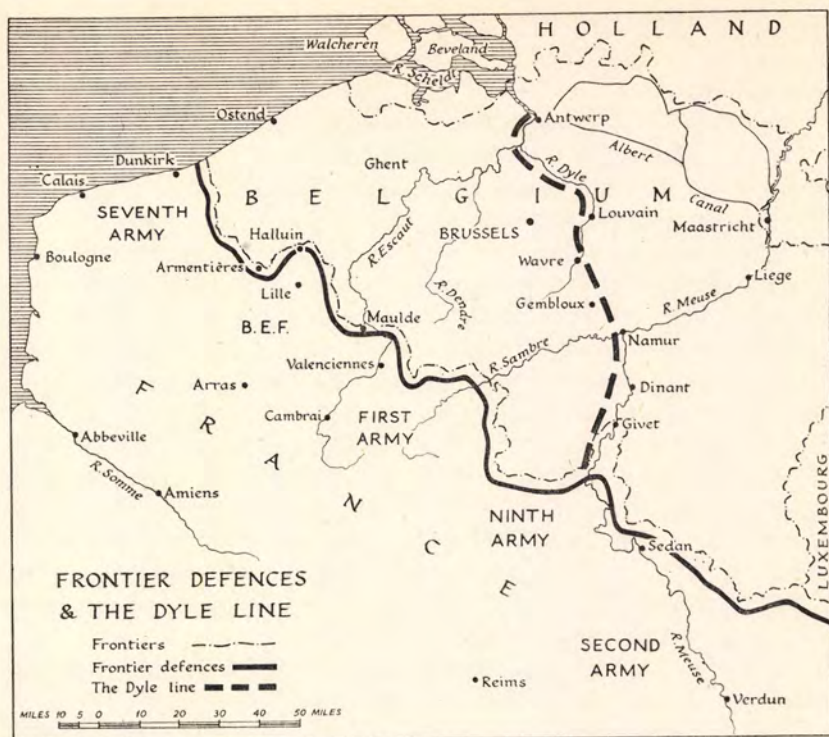 HOLLAND
Walcheren
Beveland
R. Scheldt
Ostend
Antwerp
Dunkirk
Ghent
R. Dyle
Albert
Calais
BELGIUM
Canal
SEVENTH
ARMY
Louvain
Maastricht
Halluin
BRUSSELS
R.Escaut
Boulogne
Armentières
Wavre
Liege
Lille
R. Dendre
Gembloux
R. Meuse
B.E.F.
Maulde
Namur
Valenciennes
R. Sambre
Arras
Dinant
Cambrai
FIRST
ARMY
Givet
FRANCE
Abbeville
R. Somme
Amiens
LUXEMBOURG
NINTH
ARMY
Sedan
FRONTIER DEFENCES
& THE DYLE LINE
Frontiers
Frontier defences
The Dyle line
SECOND
ARMY
R. Meuse
Reims
Verdun
MILES 10 5 0 10 20 30 40 50 MILES